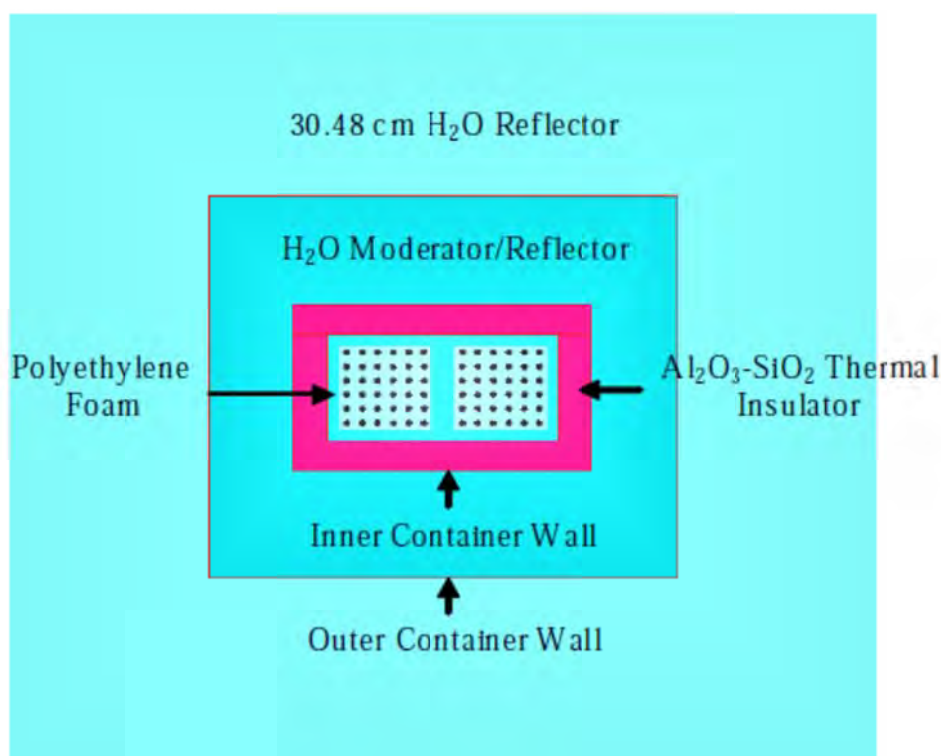 30.48 cm H₂O Reflector
H₂O Moderator/Reflector
Polyethylene
Foam
Al₂O₃-SiO₂ Thermal
Insulator
Inner Container Wall
Outer Container Wall